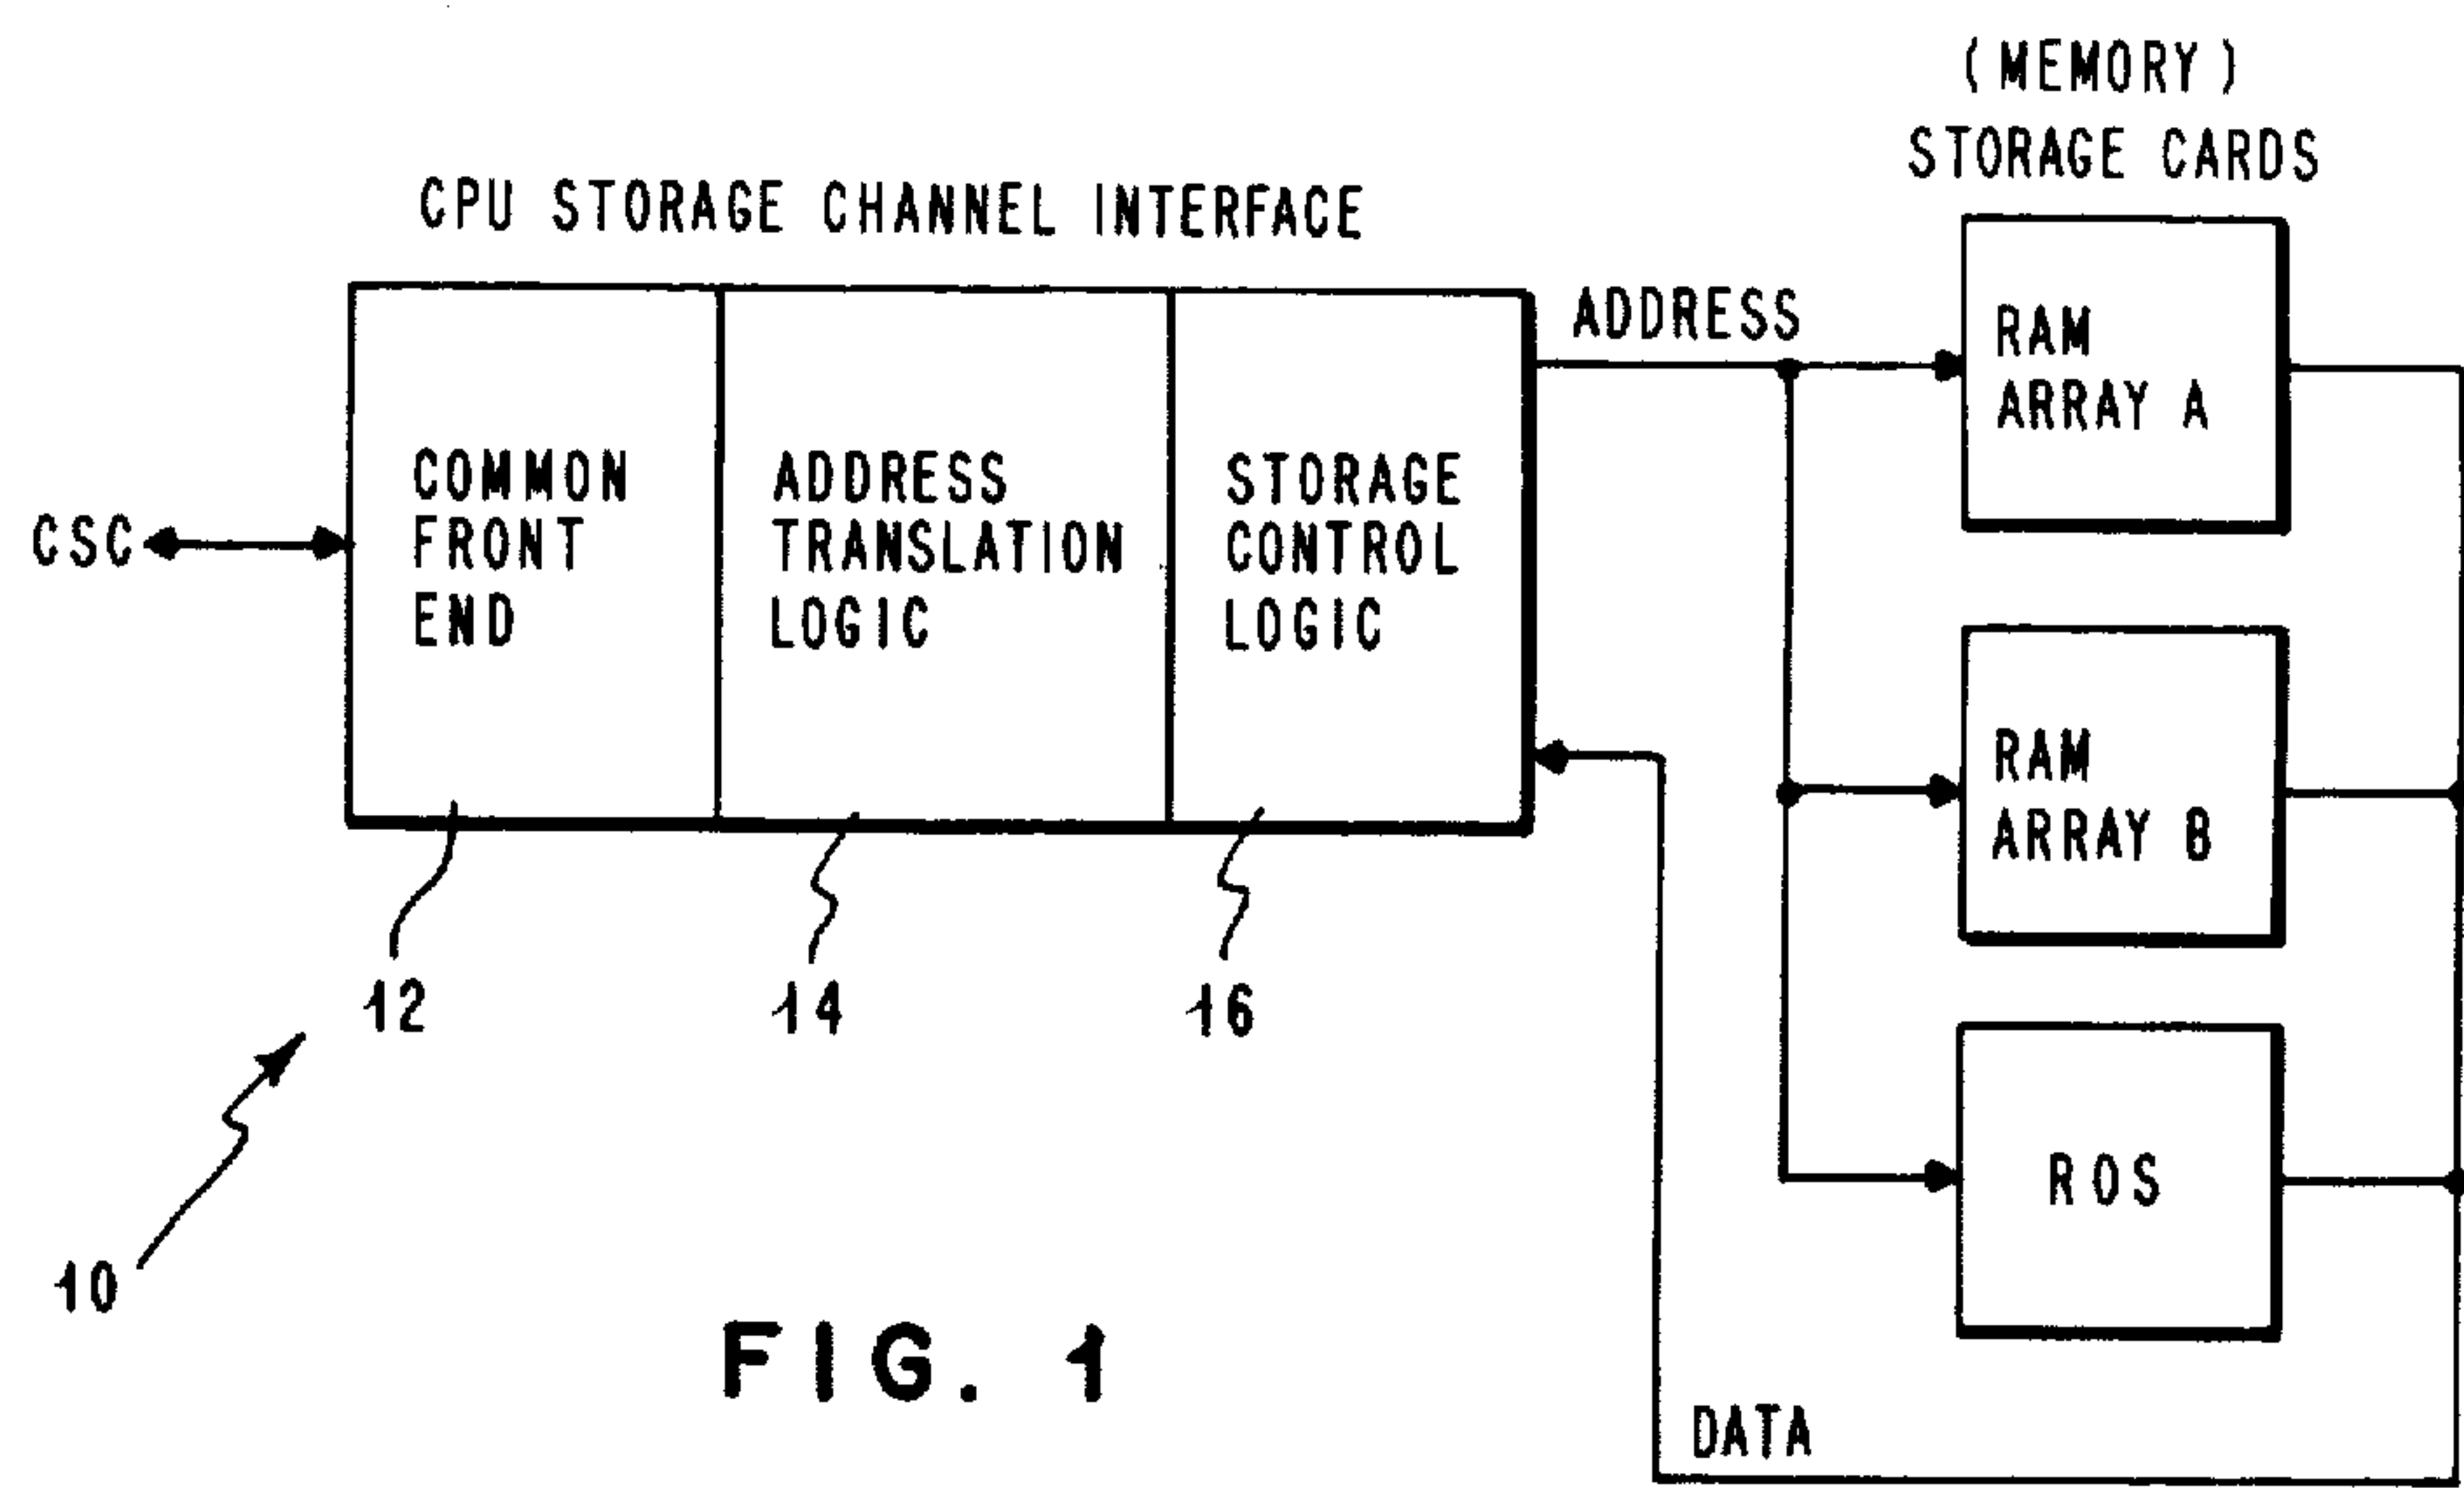 (MEMORY)
STORAGE CARDS
CPU STORAGE CHANNEL INTERFACE
ADDRESS
RAM
ARRAY A
CSC
COMMON
FRONT
END
ADDRESS
TRANSLATION
LOGIC
STORAGE
CONTROL
LOGIC
RAM
ARRAY B
12
14
16
ROS
10
FIG. 1
DATA